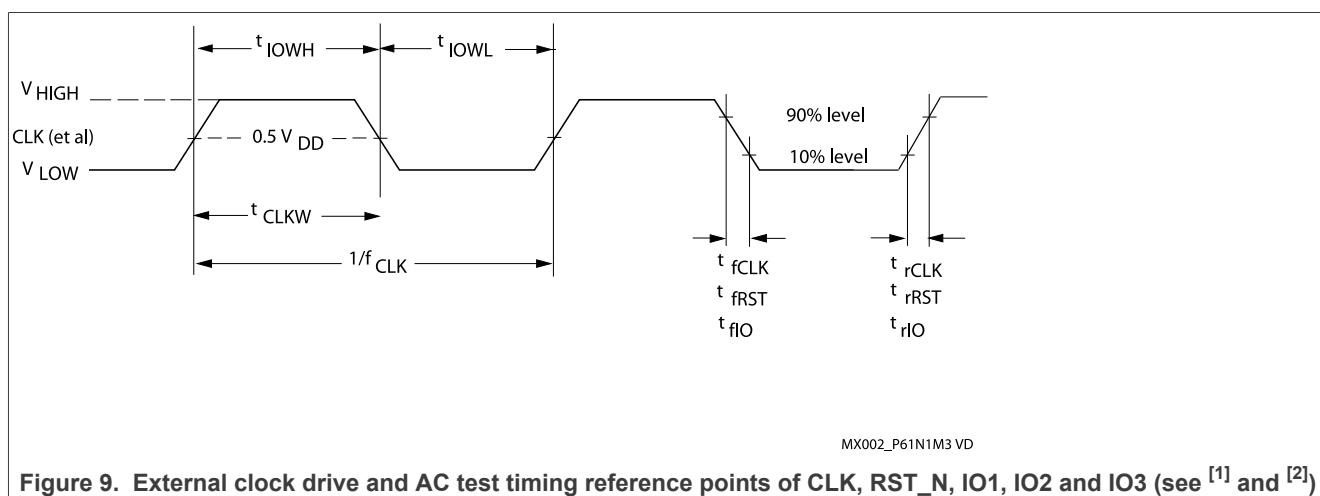 t IOWH
t IOWL
V HIGH
CLK (et al)
0.5 V DD
V LOW
90% level
10% level
t CLKW
1/f CLK
t fCLK
t rCLK
t fRST
t rRST
t fIO
t rIO
MX002_P61N1M3 VD
Figure 9. External clock drive and AC test timing reference points of CLK, RST_N, IO1, IO2 and IO3 (see [1] and [2])